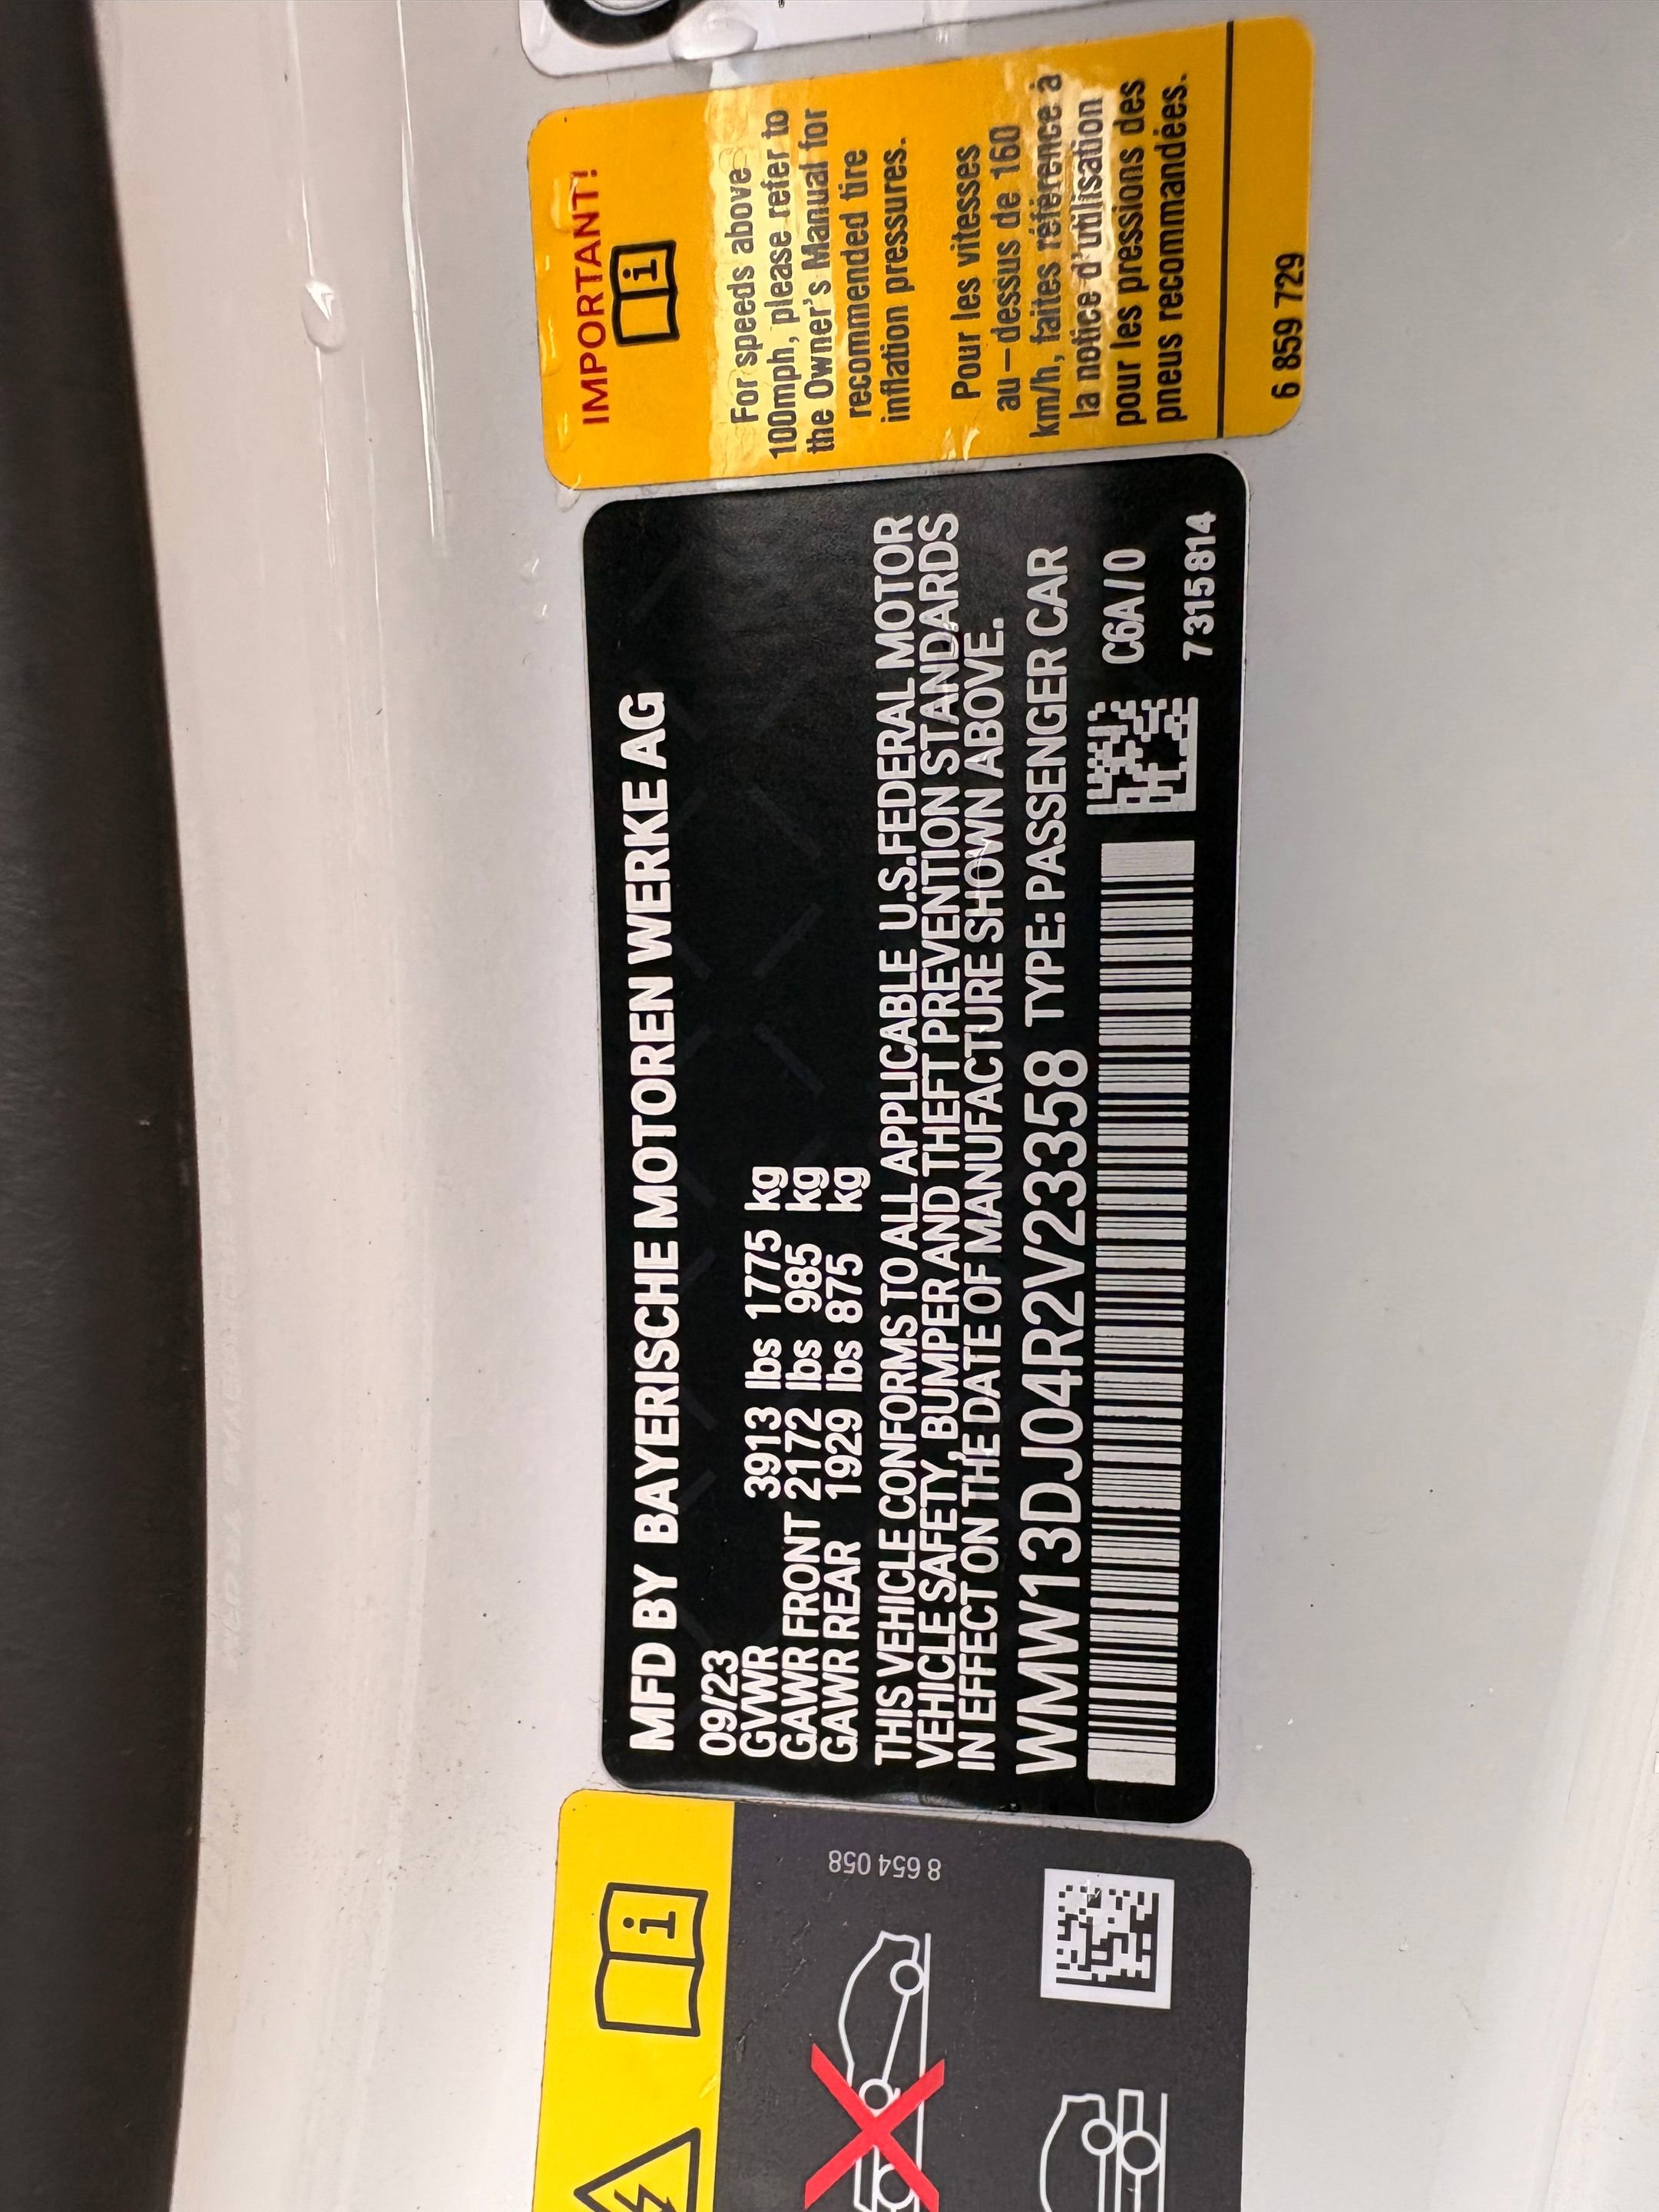 IMPORTANT!
For speeds above
100mph, please refer to
the Owner's Manual for
recommended tire
inflation pressures.
Pour les vitesses
au-dessus de 160
km/h, faites référence à
la notice d'utilisation
pour les pressions des
pneus recommandées.
6 859 729
MFD BY BAYERISCHE MOTOREN WERKE AG
09/23
GVWR 3913 lbs 1775 kg
GAWR FRONT 2172 lbs 985 kg
GAWR REAR 1929 lbs 875 kg
THIS VEHICLE CONFORMS TO ALL APPLICABLE U.S.FEDERAL MOTOR
VEHICLE SAFETY, BUMPER AND THEFT PREVENTION STANDARDS
IN EFFECT ON THE DATE OF MANUFACTURE SHOWN ABOVE.
WMW13DJ04R2V23358 TYPE: PASSENGER CAR
C6A/0
7315814
8 654 058